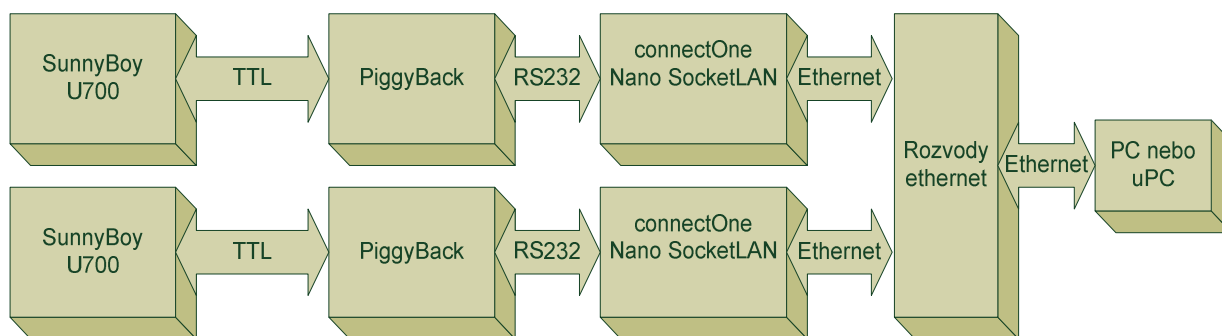 SunnyBoy
U700
TTL
PiggyBack
RS232
connectOne
Nano SocketLAN
Ethernet
Rozvody
ethernet
Ethernet
PC nebo
uPC
SunnyBoy
U700
TTL
PiggyBack
RS232
connectOne
Nano SocketLAN
Ethernet